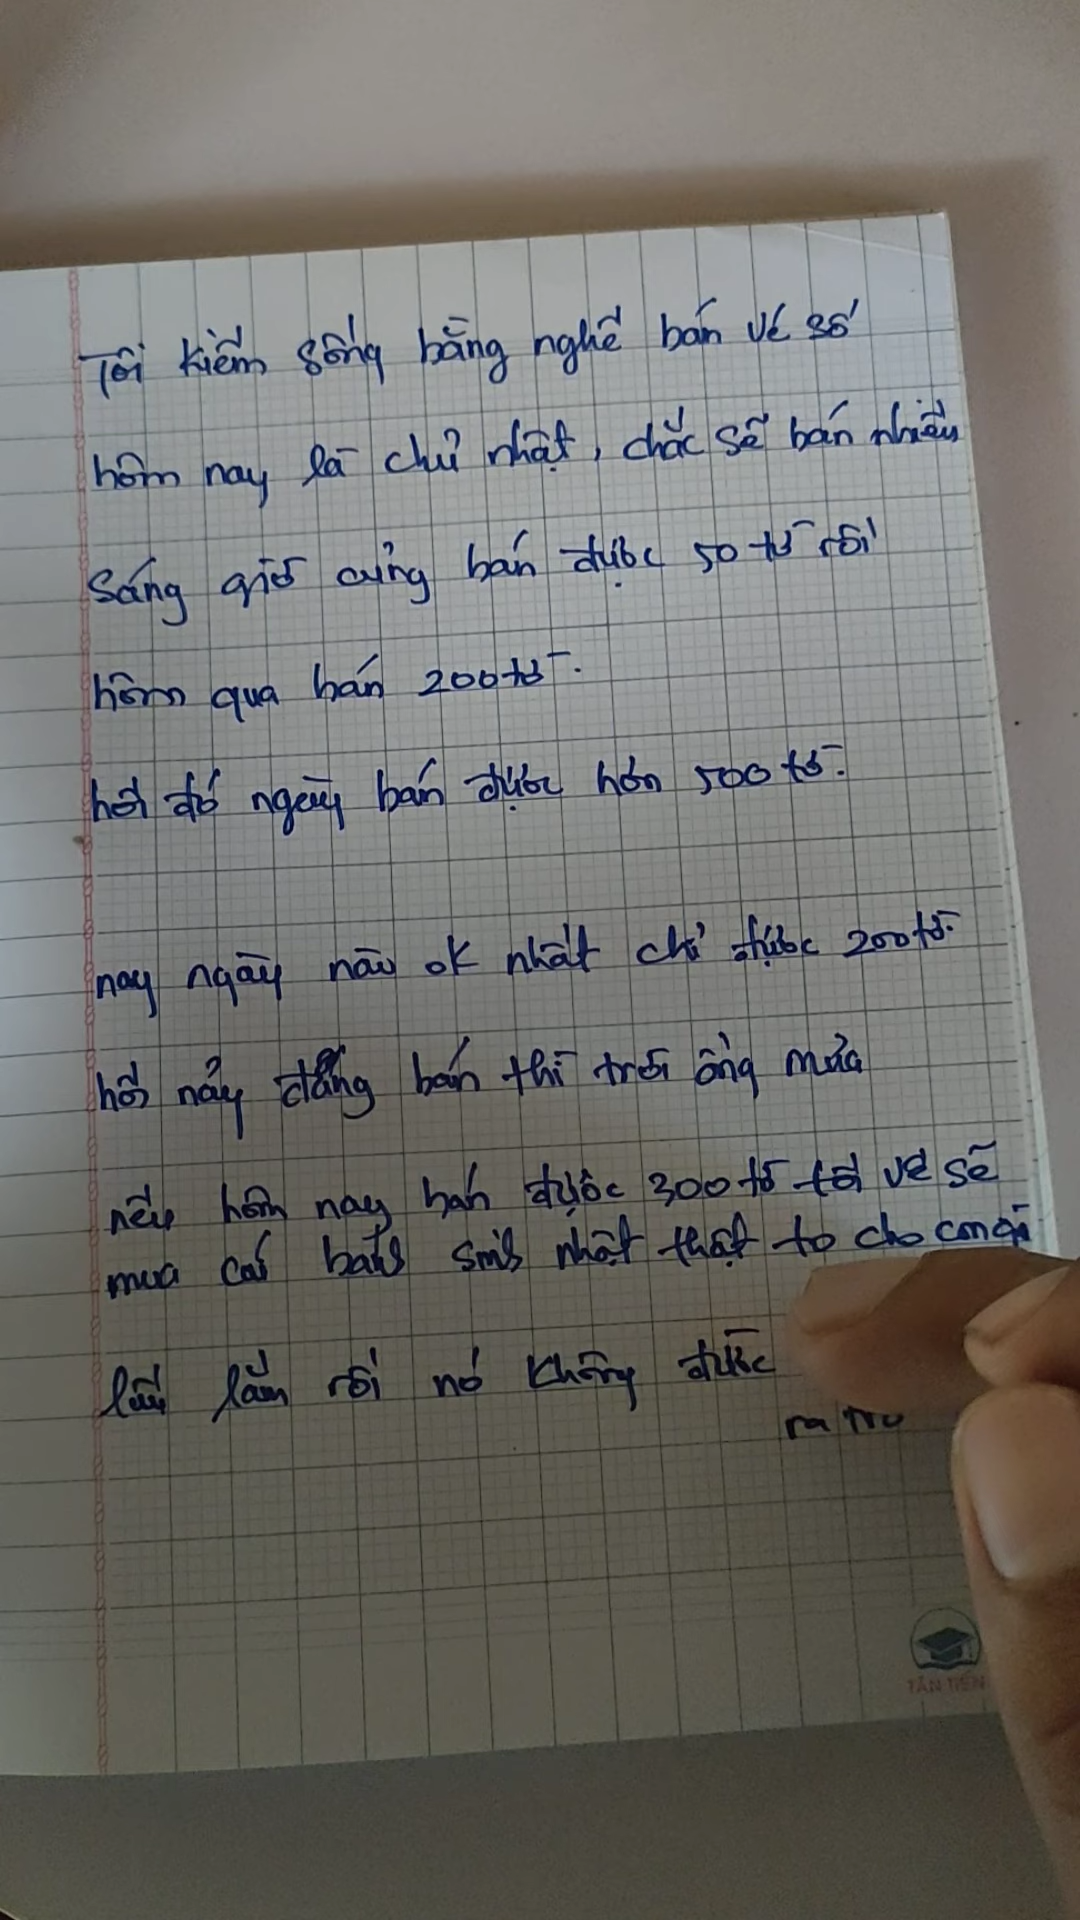 Tôi kiếm sống bằng nghề bán vé số
hôm nay là chủ nhật, chắc sẽ bán nhiều
Sáng giờ cũng bán được 50 tờ rồi
hôm qua bán 200 tờ.
hồi đó ngày bán được hơn 500 tờ.
nay ngày nào ok nhất chỉ được 200 tờ.
hồi nảy đang bán thì trời ổng mưa
nếu hôm nay bán được 300 tờ tôi về sẽ
mua cái bánh sinh nhật thật to cho con gái
lâu lắm rồi nó không được
TÂN TIẾN